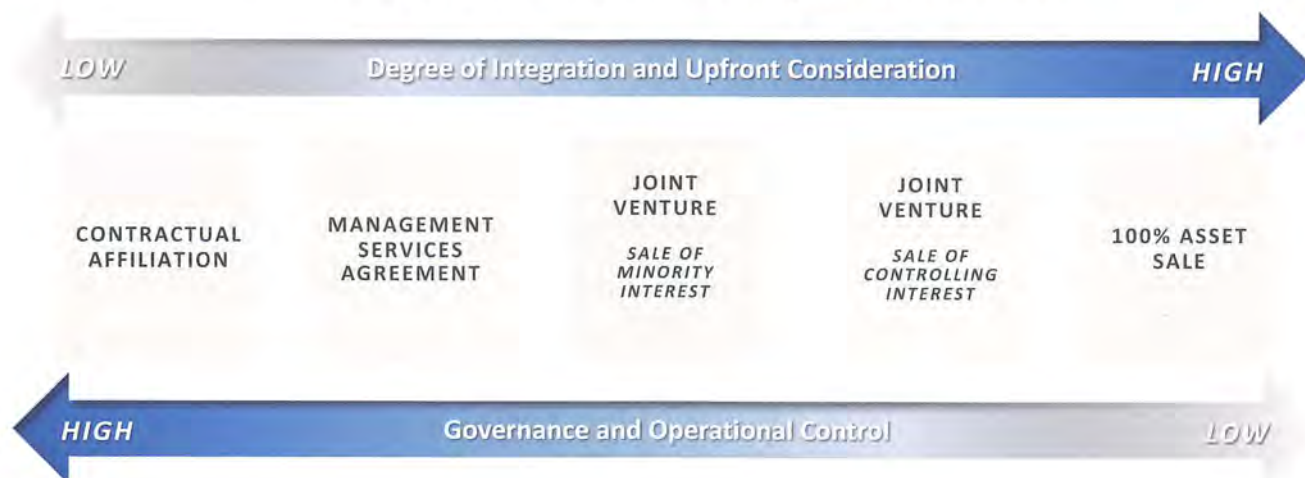 LOW Degree of Integration and Upfront Consideration HIGH
CONTRACTUAL
AFFILIATION
MANAGEMENT
SERVICES
AGREEMENT
JOINT
VENTURE
SALE OF
MINORITY
INTEREST
JOINT
VENTURE
SALE OF
CONTROLLING
INTEREST
100% ASSET
SALE
HIGH Governance and Operational Control LOW